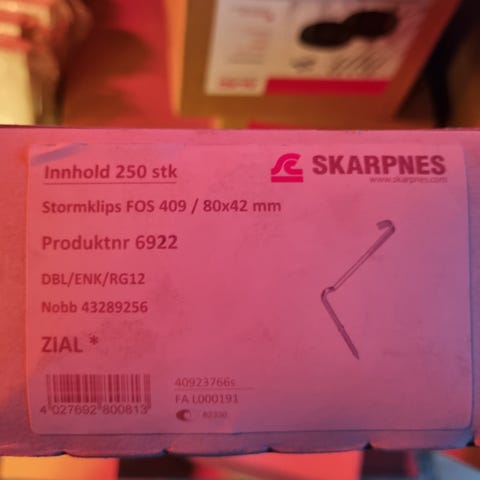 Innhold 250 stk
SKARPNES
www.skarpnes.com
Stormklips FOS 409 / 80x42 mm
Produktnr 6922
DBL/ENK/RG12
Nobb 43289256
ZIAL *
40923766s
FA L000191
82330
4 027692 800813